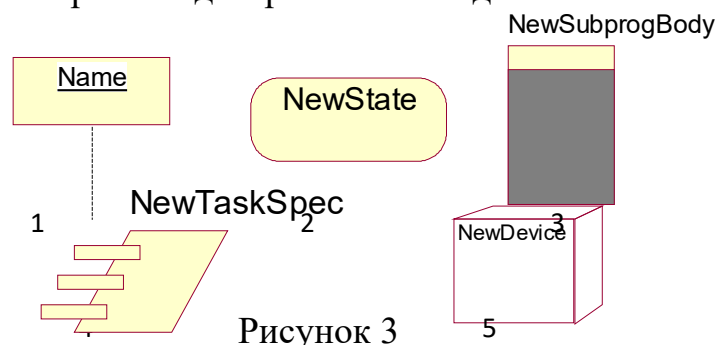 NewSubprogBody
Name
NewState
NewTaskSpec
1
2
3
NewDevice
Рисунок 3
5